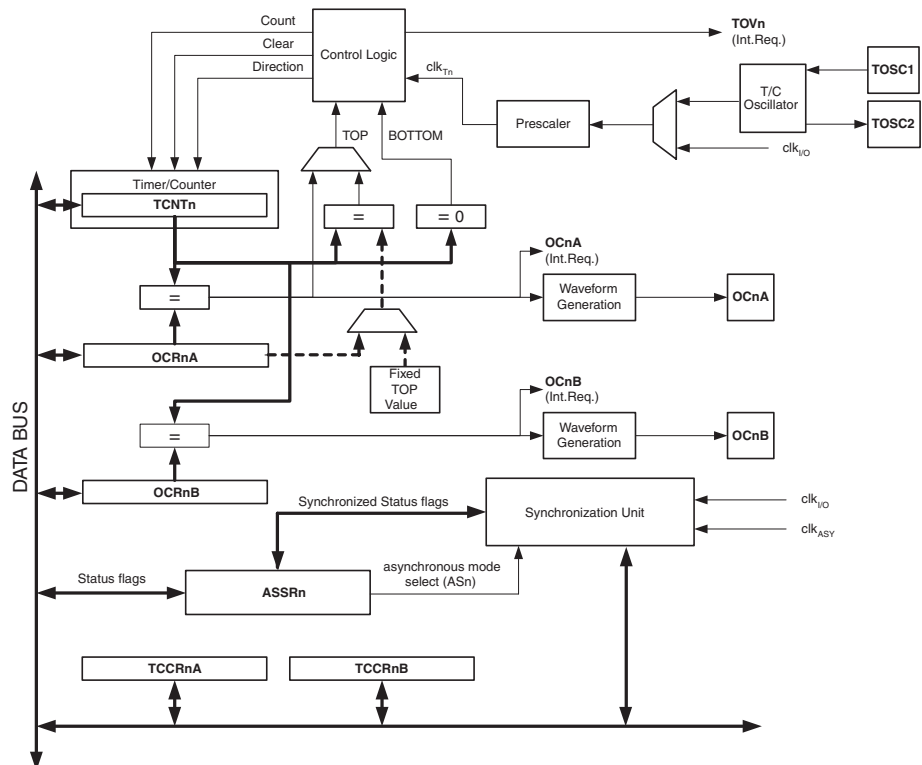 Count
Clear
Direction
Control Logic
TOVn
(Int.Req.)
clkTn
TOSC1
T/C
Oscillator
Prescaler
TOSC2
clkI/O
TOP
BOTTOM
Timer/Counter
TCNTn
=
= 0
OCnA
(Int.Req.)
=
Waveform
Generation
OCnA
OCRnA
Fixed
TOP
Value
OCnB
(Int.Req.)
=
Waveform
Generation
OCnB
DATA BUS
OCRnB
Synchronized Status flags
Synchronization Unit
clkI/O
clkASY
Status flags
asynchronous mode
select (ASn)
ASSRn
TCCRnA
TCCRnB